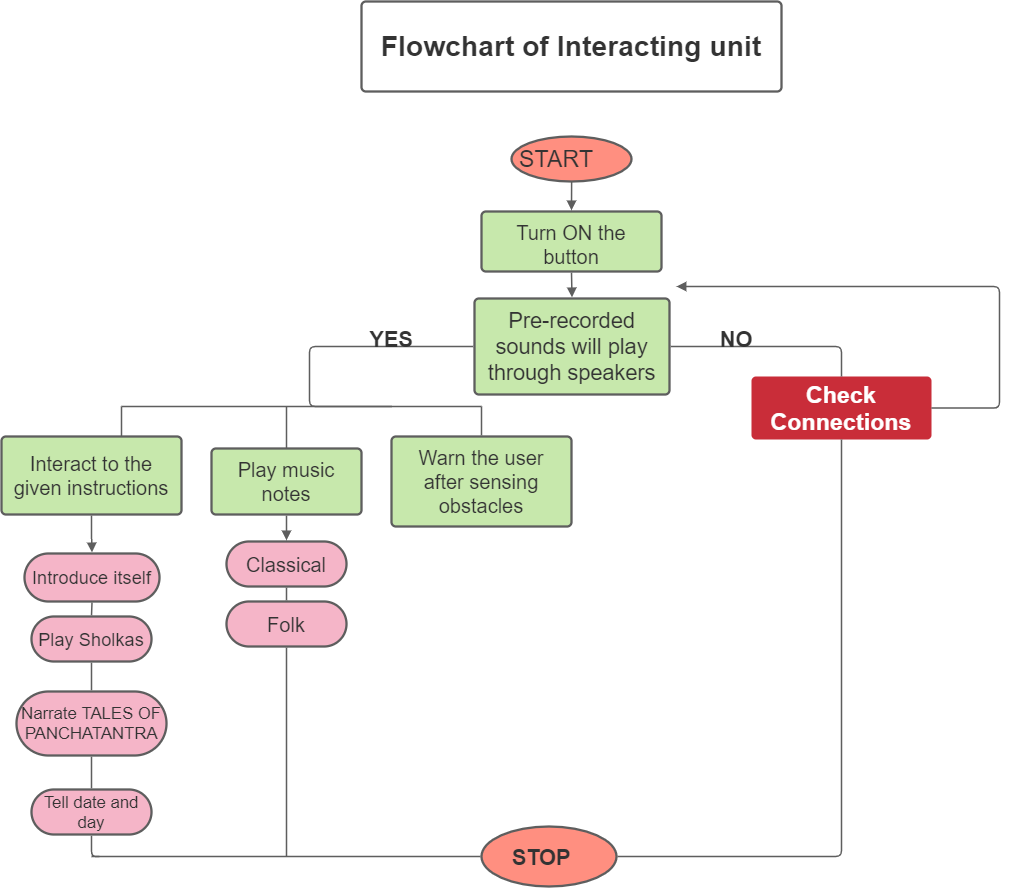 Flowchart of Interacting unit
START
Turn ON the
button
Pre-recorded
sounds will play
through speakers
YES
NO
Check
Connections
Interact to the
given instructions
Play music
notes
Warn the user
after sensing
obstacles
Introduce itself
Play Sholkas
Narrate TALES OF
PANCHATANTRA
Tell date and
day
Classical
Folk
STOP